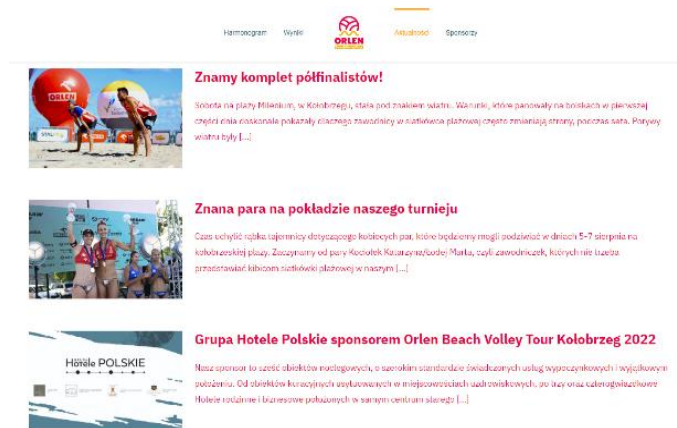 Harmonogram Wyniki ORLEN Aktualności Sponsorzy
Znamy komplet półfinalistów!
Sobota na plaży Milenium, w Kołobrzegu, stała pod znakiem wiatru. Warunki, które panowały na boiskach w pierwszej
części dnia doskonale pokazały dlaczego zawodnicy w siatkówce plażowej często zmieniają strony, podczas seta. Porywy
wiatru były [...]
ORLEN
Znana para na pokładzie naszego turnieju
Czas uchylić rąbka tajemnicy dotyczącego kobiecych par, które będziemy mogli podziwiać w dniach 5-7 sierpnia na
kołobrzeskiej plaży. Zaczynamy od pary Kociołek Katarzyna/Łodej Marta, czyli zawodniczek, których nie trzeba
przedstawiać kibicom siatkówki plażowej w naszym [...]
Grupa Hotele Polskie sponsorem Orlen Beach Volley Tour Kołobrzeg 2022
Nasz sponsor to sześć obiektów noclegowych, o szerokim standardzie świadczonych usług wypoczynkowych i wyjątkowym
położeniu. Od obiektów kuracyjnych usytuowanych w miejscowościach uzdrowiskowych, po trzy oraz czterogwiazdkowe
Hotele rodzinne i biznesowe położonych w samym centrum starego [...]
Hotele POLSKIE